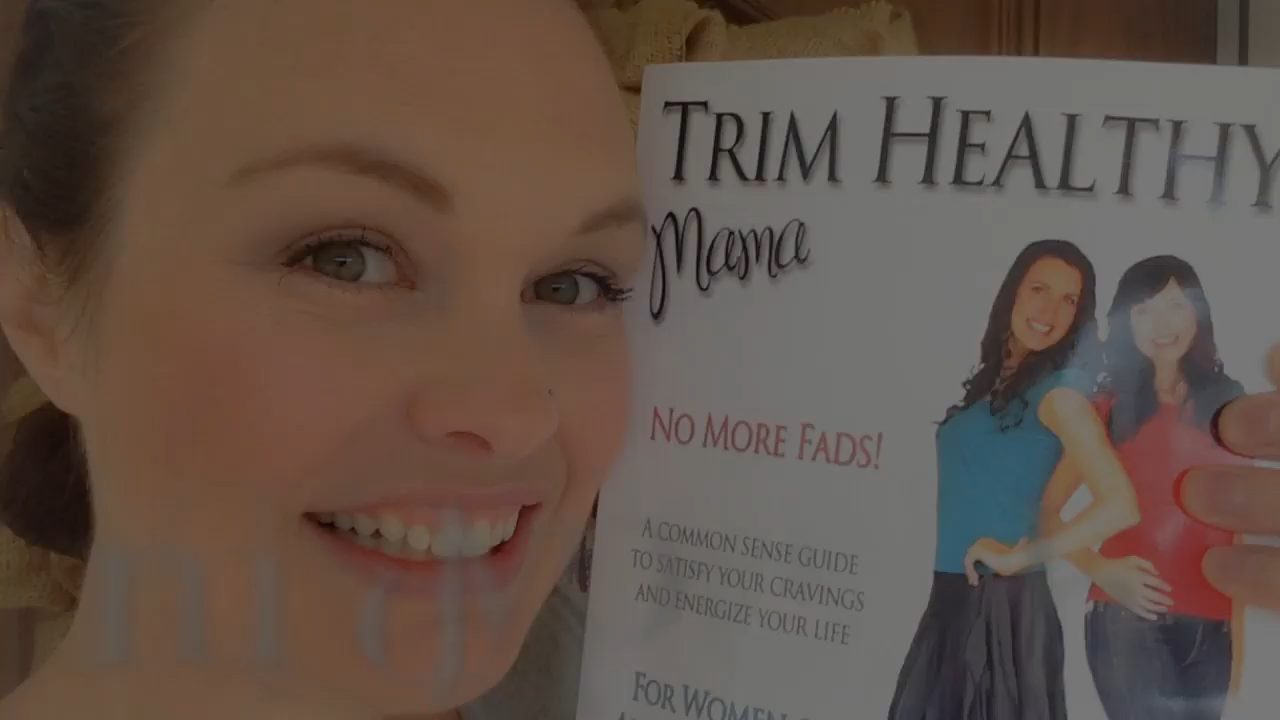 TRIM HEALTHY
Mama
NO MORE FADS!
A COMMON SENSE GUIDE
TO SATISFY YOUR CRAVINGS
AND ENERGIZE YOUR LIFE
FOR WOMEN